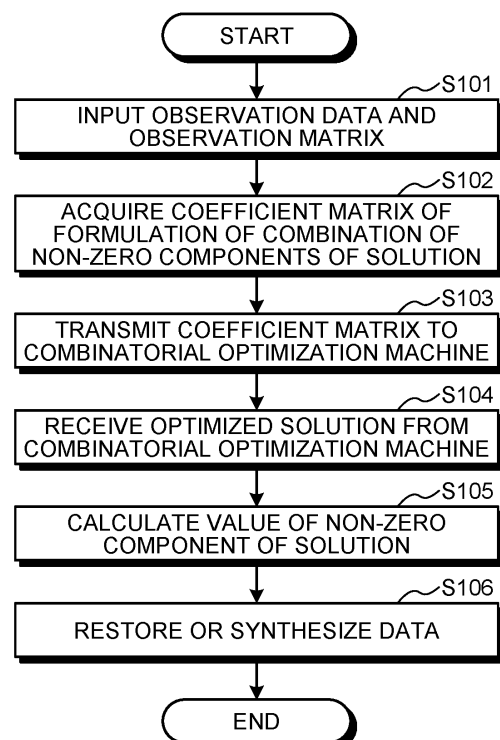 START
S101
INPUT OBSERVATION DATA AND
OBSERVATION MATRIX
S102
ACQUIRE COEFFICIENT MATRIX OF
FORMULATION OF COMBINATION OF
NON-ZERO COMPONENTS OF SOLUTION
S103
TRANSMIT COEFFICIENT MATRIX TO
COMBINATORIAL OPTIMIZATION MACHINE
S104
RECEIVE OPTIMIZED SOLUTION FROM
COMBINATORIAL OPTIMIZATION MACHINE
S105
CALCULATE VALUE OF NON-ZERO
COMPONENT OF SOLUTION
S106
RESTORE OR SYNTHESIZE DATA
END